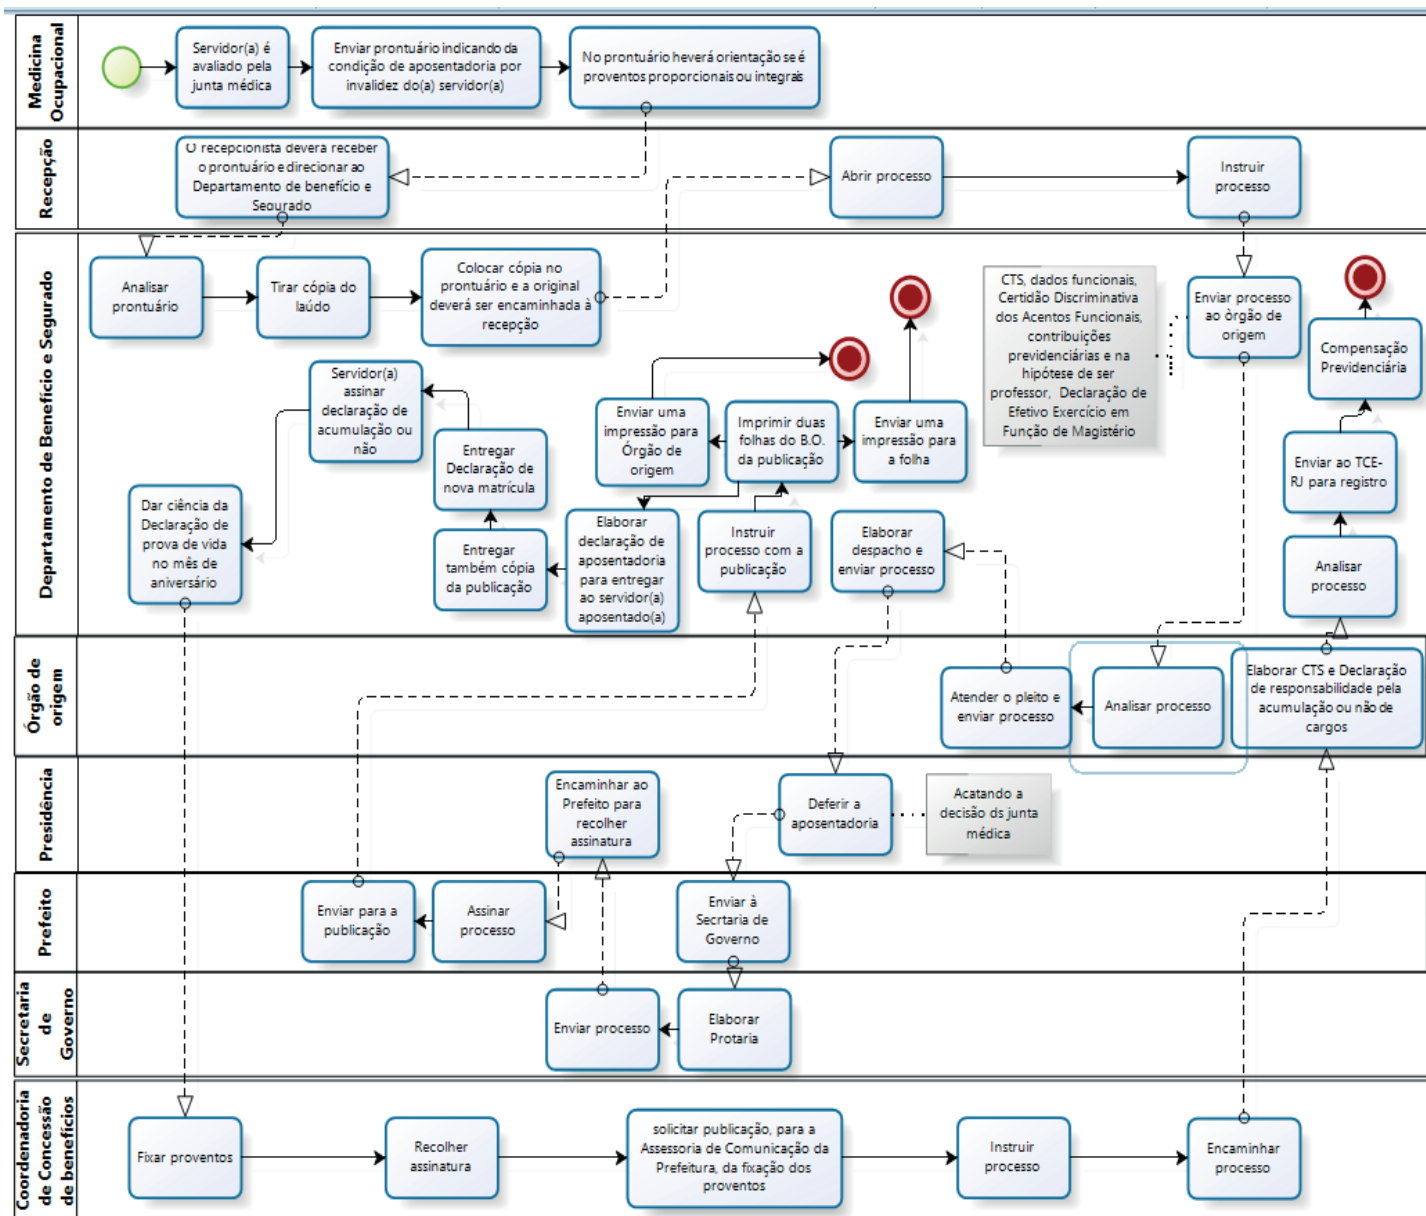 Medicina
Ocupacional
Servidor(a) é
avaliado pela
junta médica
Enviar prontuário indicando da
condição de aposentadoria por
invalidez do(a) servidor(a)
No prontuário heverá orientação se é
proventos proporcionais ou integrais
Recepção
O recepcionista deverá receber
o prontuário e direcionar ao
Departamento de benefício e
Segurado
Abrir processo
Instruir
processo
Departamento de Benefício e Segurado
Analisar
prontuário
Tirar cópia do
laúdo
Colocar cópia no
prontuário e a original
deverá ser encaminhada à
recepção
CTS, dados funcionais,
Certidão Discriminativa
dos Acentos Funcionais,
contribuições
previdenciárias e na
hipótese de ser
professor, Declaração de
Efetivo Exercício em
Função de Magistério
Enviar processo
ao òrgão de
origem
Compensação
Previdenciária
Servidor(a)
assinar
declaração de
acumulação ou
não
Enviar uma
impressão para
Órgão de
origem
Imprimir duas
folhas do B.O.
da publicação
Enviar uma
impressão para
a folha
Entregar
Declaração de
nova matrícula
Enviar ao TCE-
RJ para registro
Dar ciência da
Declaração de
prova de vida
no mês de
aniversário
Entregar
também cópia
da publicação
Elaborar
declaração de
aposentadoria
para entregar
ao servidor(a)
aposentado(a)
Instruir
processo com a
publicação
Elaborar
despacho e
enviar processo
Analisar
processo
Órgão de
origem
Atender o pleito e
enviar processo
Analisar processo
Elaborar CTS e Declaração
de responsabilidade pela
acumulação ou não de
cargos
Presidência
Encaminhar ao
Prefeito para
recolher
assinatura
Deferir a
aposentadoria
Acatando a
decisão ds junta
médica
Prefeito
Enviar para a
publicação
Assinar
processo
Enviar à
Secrtaria de
Governo
Secretaria
de
Governo
Enviar processo
Elaborar
Protaria
Coordenadoria
de Concessão
de benefícios
Fixar proventos
Recolher
assinatura
solicitar publicação, para a
Assessoria de Comunicação da
Prefeitura, da fixação dos
proventos
Instruir
processo
Encaminhar
processo